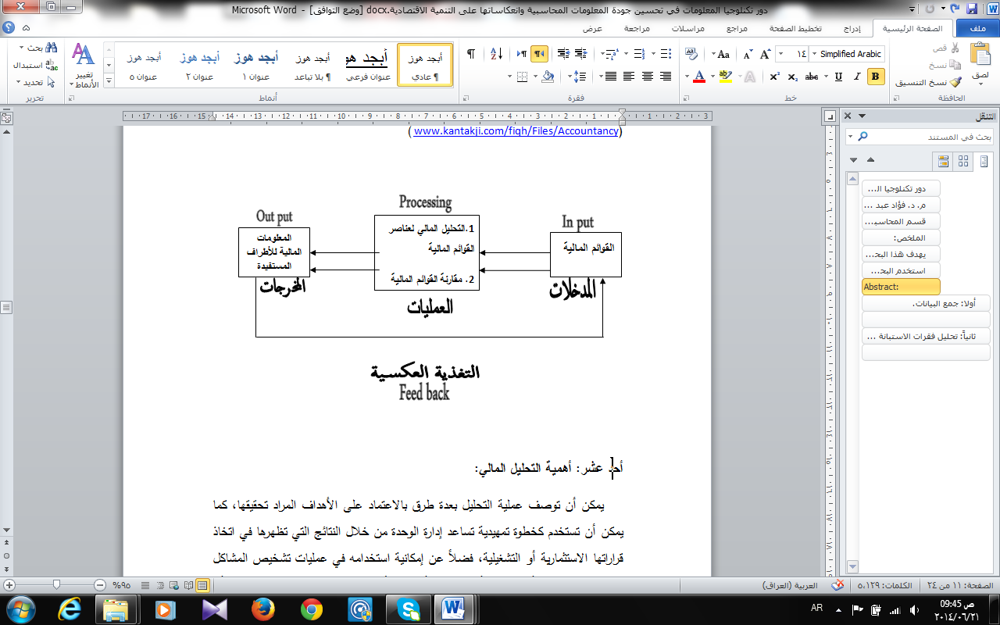 دور تكنلوجيا المعلومات في تحسين جودة المعلومات المحاسبية وانعكاساتها على التنمية الاقتصادية.docx [وضع التوافق] - Microsoft Word
ملف
الصفحة الرئيسية
إدراج
تخطيط الصفحة
مراجع
مراسلات
مراجعة
عرض
لصق
قص
نسخ
نسخ التنسيق
الحافظة
Simplified Arabic
١٤
خط
فقرة
أبجد هوز
¶ عادي
أبجد هوز
عنوان فرعي
أبجد هوز
¶ بلا تباعد
أبجد هوز
عنوان ١
أبجد هوز
عنوان ٢
أبجد هوز
عنوان ٥
تغيير الأنماط
أنماط
بحث
استبدال
تحديد
تحرير
التنقل
بحث في المستند
دور تكنلوجيا ال...
م. د. فؤاد عبد ...
قسم المحاسب...
الملخص:
يهدف هذا البح...
استخدم البح...
Abstract:
أولا: جمع البيانات.
ثانياً: تحليل فقرات الاستبانة ...
(www.kantakji.com/fiqh/Files/Accountancy)
In put
القوائم المالية
المدخلات
Processing
1.التحليل المالي لعناصر
القوائم المالية
2. مقارنة القوائم المالية
العمليات
Out put
المعلومات
المالية للأطراف
المستفيدة
المخرجات
التغذية العكسية
Feed back
أحد عشر: أهمية التحليل المالي:
يمكن أن توصف عملية التحليل بعدة طرق بالاعتماد على الأهداف المراد تحقيقها، كما
يمكن أن تستخدم كخطوة تمهيدية تساعد إدارة الوحدة من خلال النتائج التي تظهرها في اتخاذ
قراراتها الاستثمارية أو التشغيلية، فضلاً عن إمكانية استخدامه في عمليات تشخيص المشاكل
الصفحة: ١١ من ٢٤
الكلمات: ٥،١٢٩
العربية (العراق)
٩٥%
AR
09:45 ص
٢٠١٤/٠٦/٢١